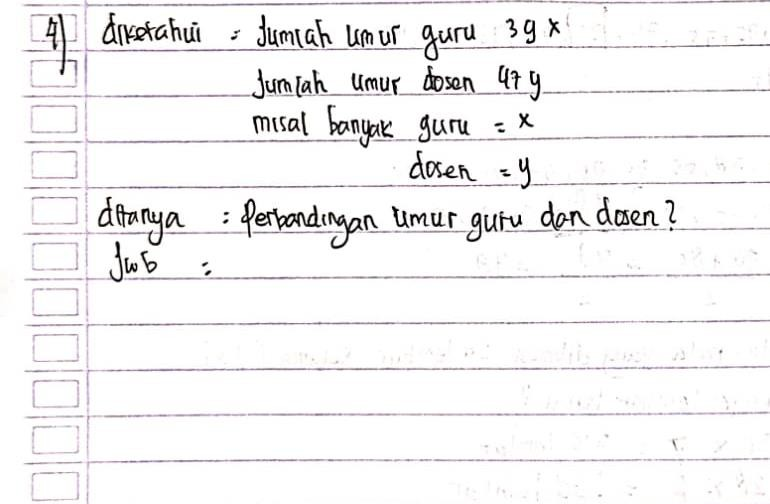 4) diketahui : Jumlah umur guru 39 x
Jumlah umur dosen 47 y
misal banyak guru = x
dosen = y
ditanya : Perbandingan umur guru dan dosen?
Jwb :